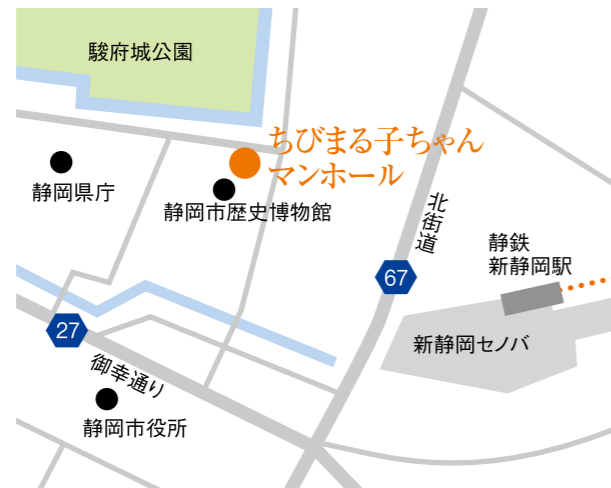 駿府城公園
ちびまる子ちゃん
マンホール
静岡県庁
静岡市歴史博物館
北街道
静鉄
新静岡駅
67
27
新静岡セノバ
御幸通り
静岡市役所